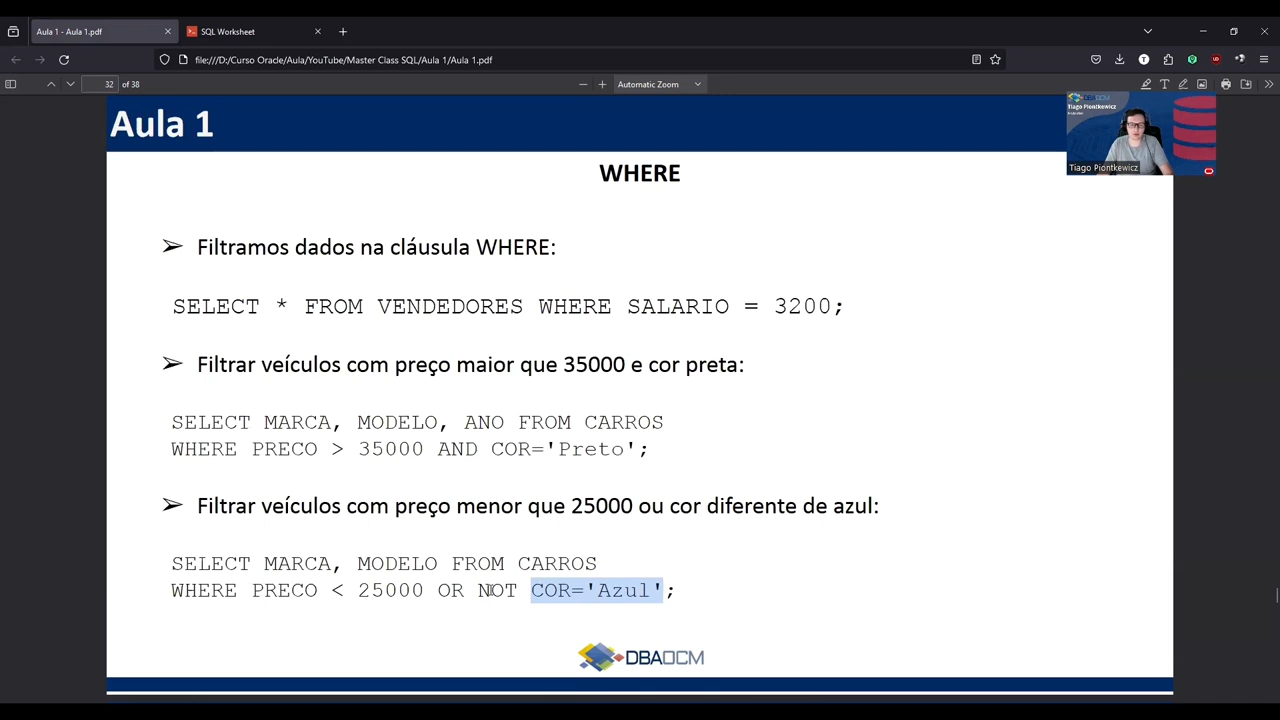 Aula 1 - Aula 1.pdf
SQL Worksheet
file:///D:/Curso Oracle/Aula/YouTube/Master Class SQL/Aula 1/Aula 1.pdf
32 of 38
Automatic Zoom
Aula 1
Tiago Piontkewicz
Tiago Piontkewicz
WHERE
➢ Filtramos dados na cláusula WHERE:
SELECT * FROM VENDEDORES WHERE SALARIO = 3200;
➢ Filtrar veículos com preço maior que 35000 e cor preta:
SELECT MARCA, MODELO, ANO FROM CARROS
WHERE PRECO > 35000 AND COR='Preto';
➢ Filtrar veículos com preço menor que 25000 ou cor diferente de azul:
SELECT MARCA, MODELO FROM CARROS
WHERE PRECO < 25000 OR NOT COR='Azul';
DBAOCM